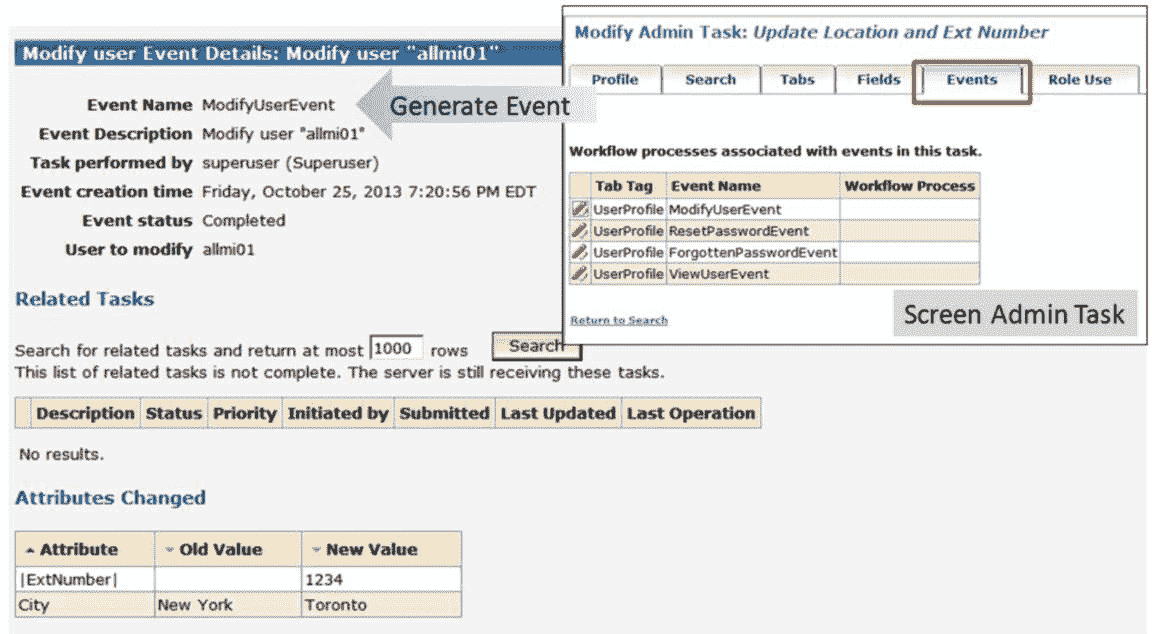 Modify user Event Details: Modify user "allmi01"
Event Name ModifyUserEvent
Generate Event
Event Description Modify user "allmi01"
Task performed by superuser (Superuser)
Event creation time Friday, October 25, 2013 7:20:56 PM EDT
Event status Completed
User to modify allmi01
Related Tasks
Search for related tasks and return at most 1000 rows Search
This list of related tasks is not complete. The server is still receiving these tasks.
Description Status Priority Initiated by Submitted Last Updated Last Operation
No results.
Attributes Changed
Attribute Old Value New Value
|ExtNumber| 1234
City New York Toronto
Modify Admin Task: Update Location and Ext Number
Profile Search Tabs Fields Events Role Use
Workflow processes associated with events in this task.
Tab Tag Event Name Workflow Process
UserProfile ModifyUserEvent
UserProfile ResetPasswordEvent
UserProfile ForgottenPasswordEvent
UserProfile ViewUserEvent
Return to Search
Screen Admin Task